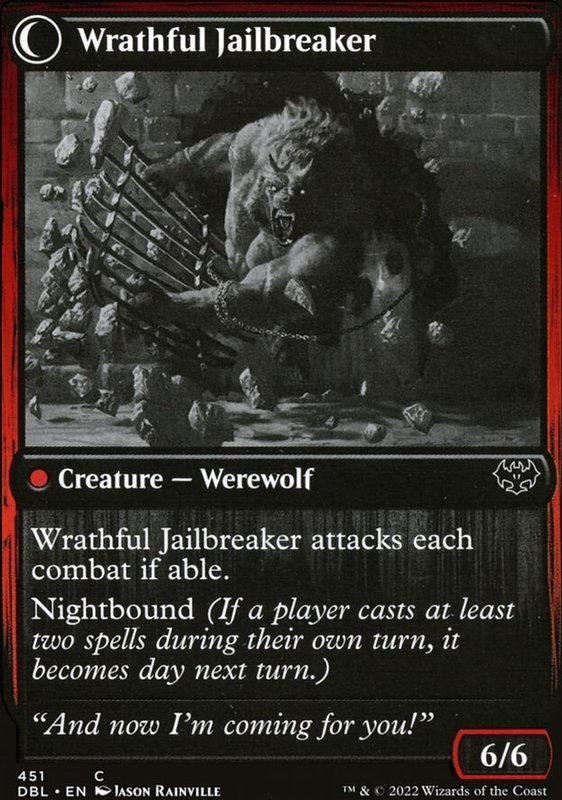 Wrathful Jailbreaker
Creature — Werewolf
Wrathful Jailbreaker attacks each
combat if able.
Nightbound (If a player casts at least
two spells during their own turn, it
becomes day next turn.)
“And now I’m coming for you!”
6/6
451 C
DBL • EN Jason Rainville
™ & © 2022 Wizards of the Coast